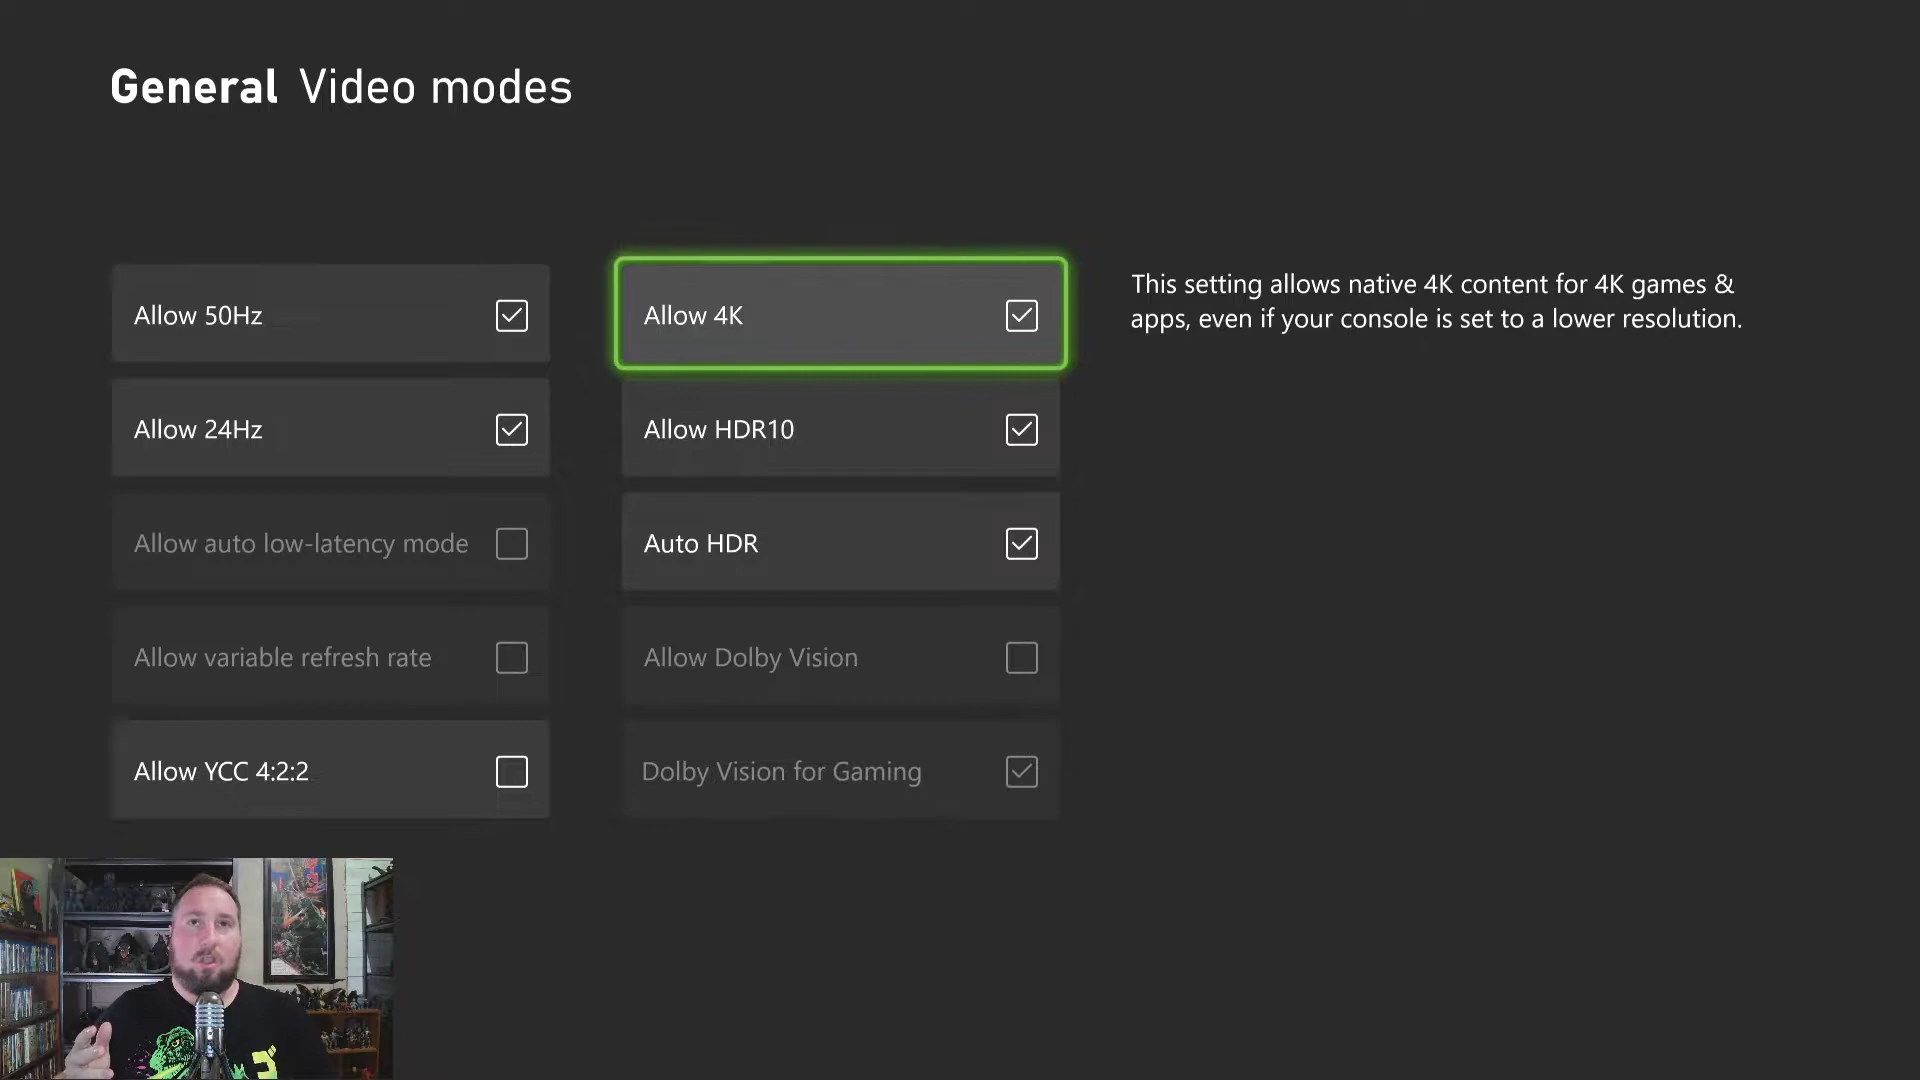 General Video modes
Allow 50Hz
Allow 24Hz
Allow auto low-latency mode
Allow variable refresh rate
Allow YCC 4:2:2
Allow 4K
Allow HDR10
Auto HDR
Allow Dolby Vision
Dolby Vision for Gaming
This setting allows native 4K content for 4K games &
apps, even if your console is set to a lower resolution.